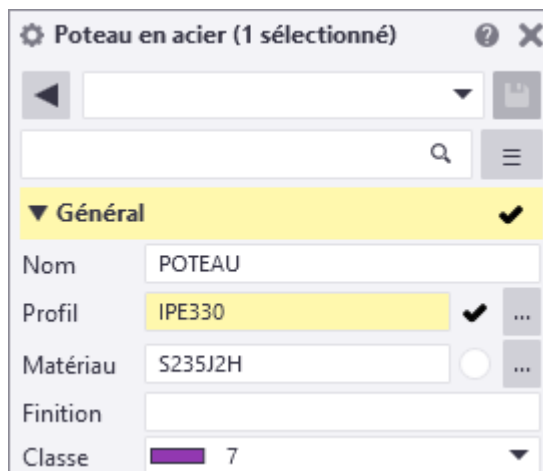 Poteau en acier (1 sélectionné)
Général
Nom POTEAU
Profil IPE330 ...
Matériau S235J2H ...
Finition
Classe 7